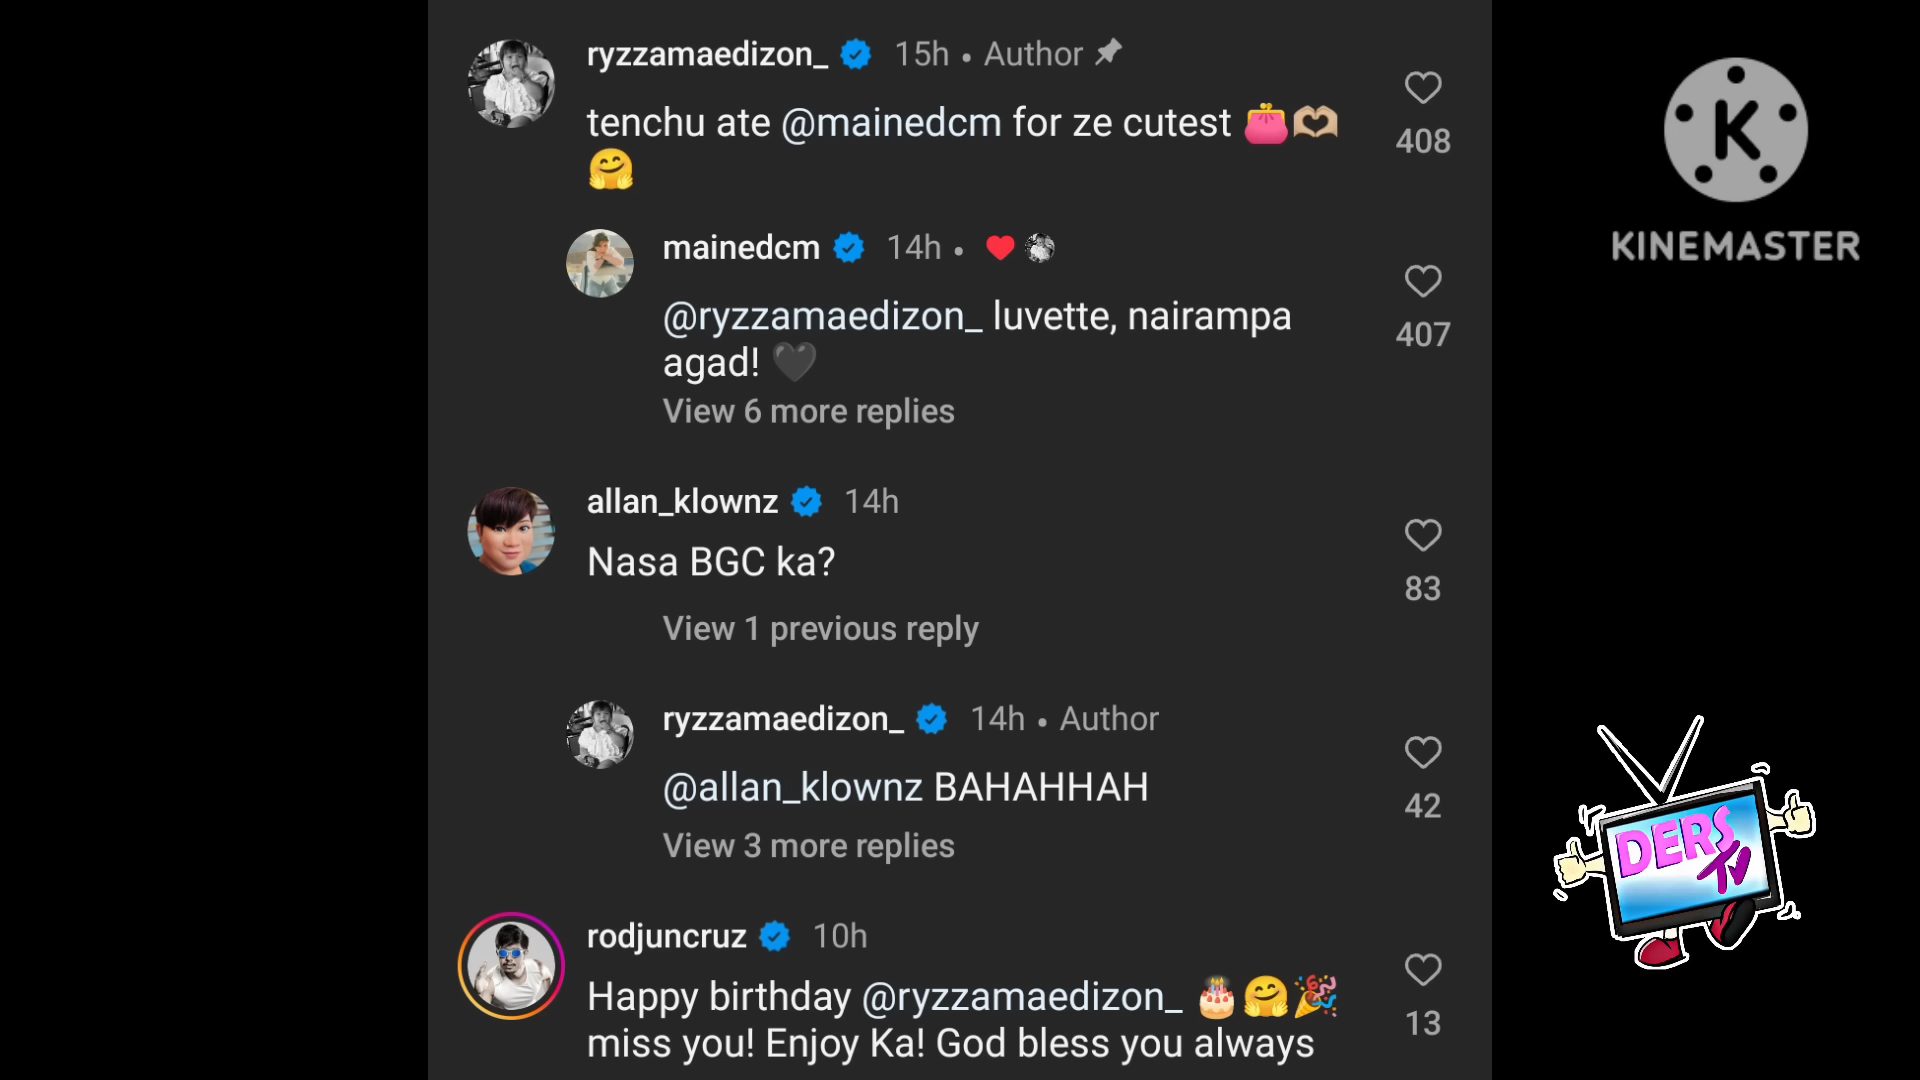 ryzzamaedizon_ 15h • Author
tenchu ate @mainedcm for ze cutest 👛🫶🏼
🤗
408
mainedcm 14h •
@ryzzamaedizon_ luvette, nairampa
agad! 🖤
407
View 6 more replies
allan_klownz 14h
Nasa BGC ka?
83
View 1 previous reply
ryzzamaedizon_ 14h • Author
@allan_klownz BAHAHHAH
42
View 3 more replies
rodjuncruz 10h
Happy birthday @ryzzamaedizon_ 🎂🤗🎉
miss you! Enjoy Ka! God bless you always
13
K
KINEMASTER
DERS
TV